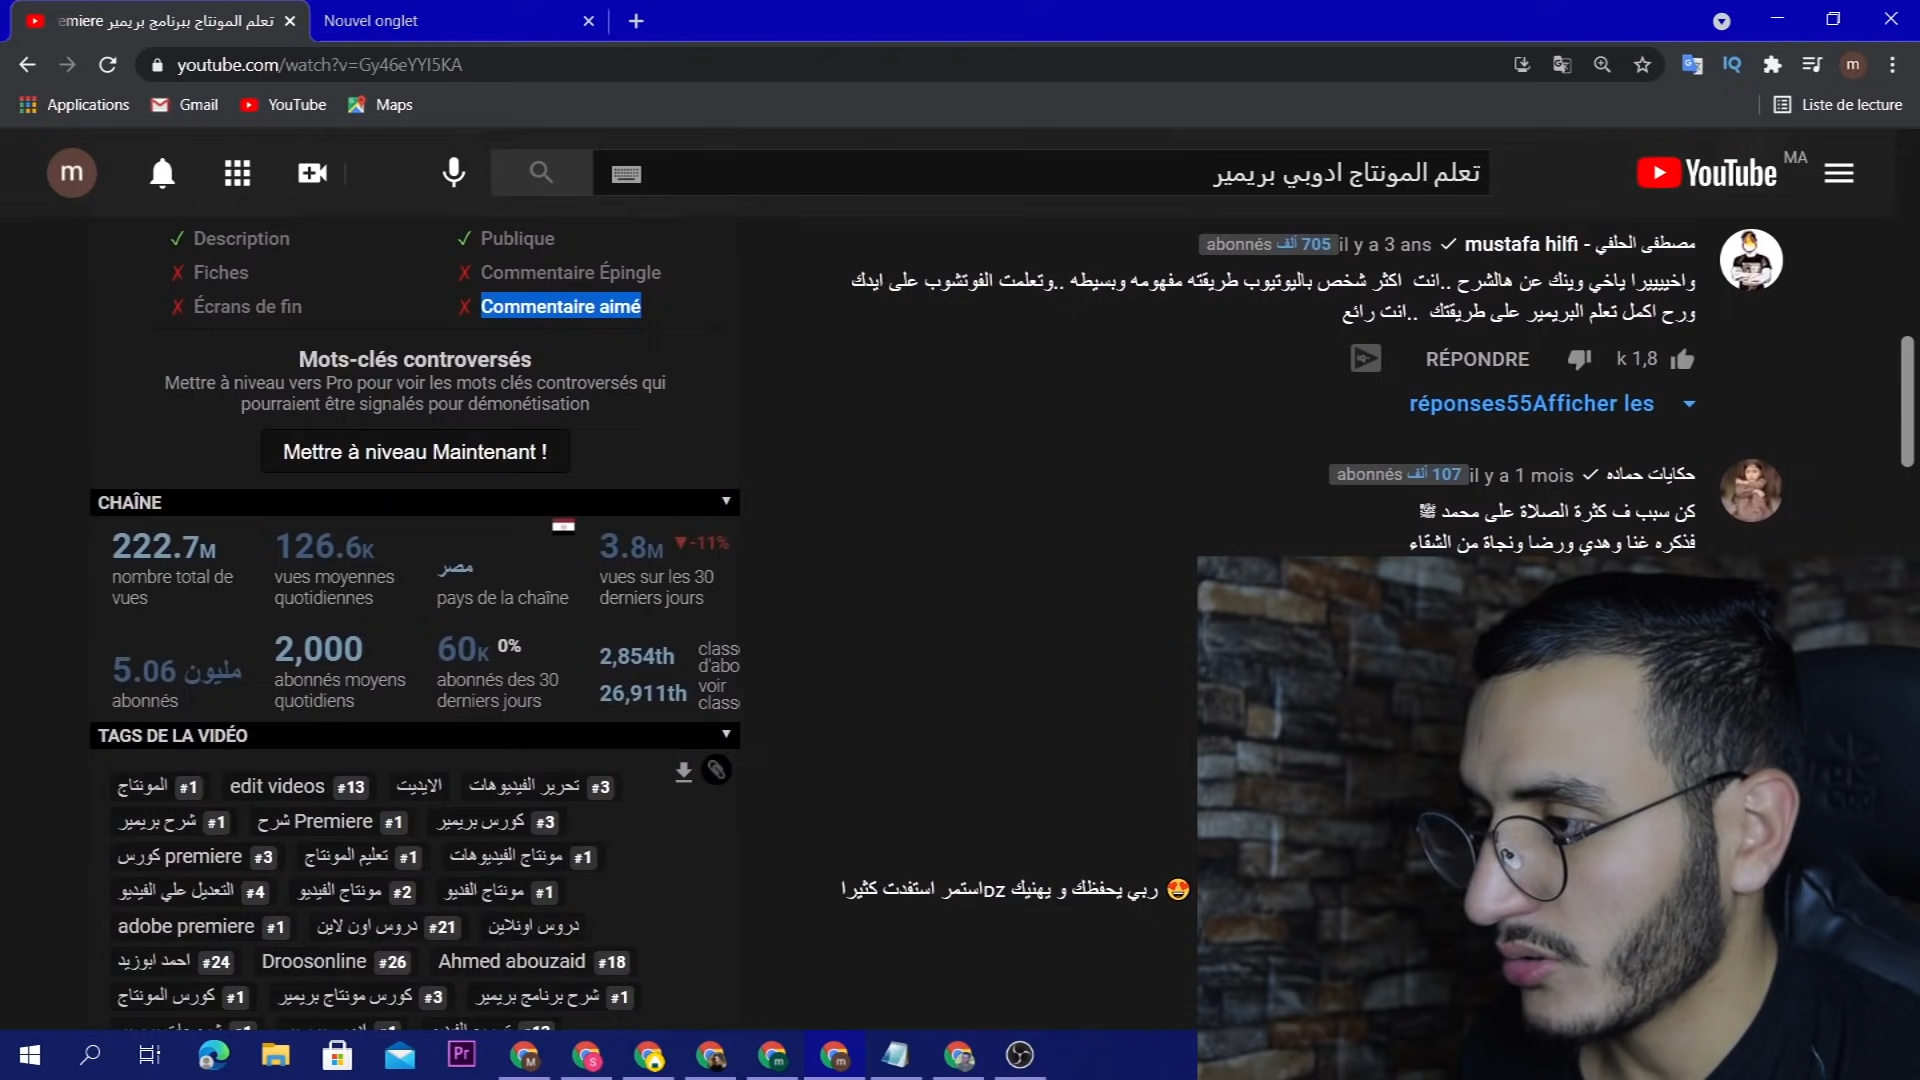 تعلم المونتاج ببرنامج بريمير emiere
Nouvel onglet
youtube.com/watch?v=Gy46eYYI5KA
IQ
m
Applications
Gmail
YouTube
Maps
Liste de lecture
m
تعلم المونتاج ادوبي بريمير
YouTube MA
Description
Publique
Fiches
Commentaire Épingle
Écrans de fin
Commentaire aimé
Mots-clés controversés
Mettre à niveau vers Pro pour voir les mots clés controversés qui
pourraient être signalés pour démonétisation
Mettre à niveau Maintenant !
CHAÎNE
222.7M
nombre total de
vues
126.6K
vues moyennes
quotidiennes
مصر
pays de la chaîne
3.8M ▼-11%
vues sur les 30
derniers jours
5.06 مليون
abonnés
2,000
abonnés moyens
quotidiens
60K 0%
abonnés des 30
derniers jours
2,854th
class
d'abo
26,911th
voir
class
TAGS DE LA VIDÉO
المونتاج #1
edit videos #13
الايديت
تحرير الفيديوهات #3
شرح بريمير #1
شرح Premiere #1
كورس بريمير #3
كورس premiere #3
تعليم المونتاج #1
مونتاج الفيديوهات #1
التعديل علي الفيديو #4
مونتاج الفيديو #2
مونتاج الفديو #1
adobe premiere #1
دروس اون لاين #21
دروس اونلاين
احمد ابوزيد #24
Droosonline #26
Ahmed abouzaid #18
كورس المونتاج #1
كورس مونتاج بريمير #3
شرح برنامج بريمير #1
مصطفى الحلفي - mustafa hilfi
il y a 3 ans
705 ألف abonnés
واخيييييرا ياخي وينك عن هالشرح ..انت اكثر شخص باليوتيوب طريقته مفهومه وبسيطه ..وتعلمت الفوتشوب على ايدك
ورح اكمل تعلم البريمير على طريقتك ..انت رائع
RÉPONDRE
k 1,8
réponses55Afficher les
حكايات حماده
il y a 1 mois
107 ألف abonnés
كن سبب ف كثرة الصلاة على محمد ﷺ
فذكره غنا وهدي ورضا ونجاة من الشقاء
😍 ربي يحفظك و يهنيك DZاستمر استفدت كثيرا
Pr